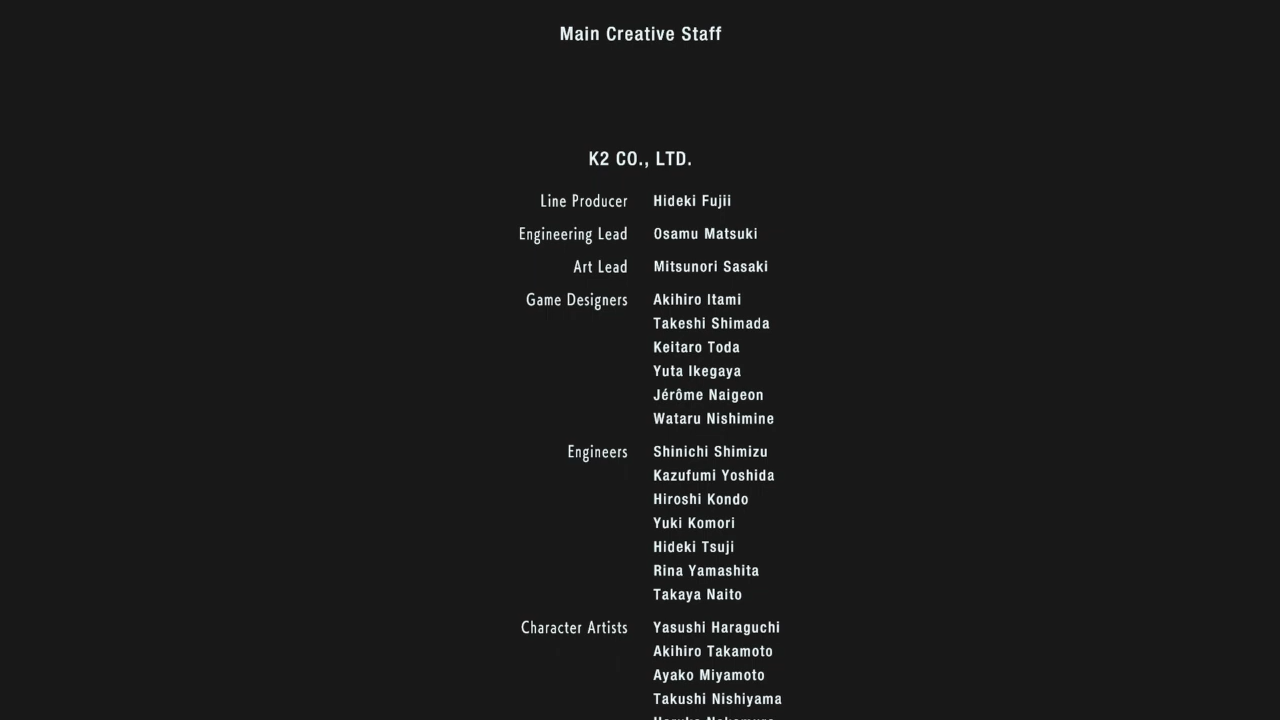 Main Creative Staff
K2 CO., LTD.
Line Producer Hideki Fujii
Engineering Lead Osamu Matsuki
Art Lead Mitsunori Sasaki
Game Designers Akihiro Itami
Takeshi Shimada
Keitaro Toda
Yuta Ikegaya
Jérôme Naigeon
Wataru Nishimine
Engineers Shinichi Shimizu
Kazufumi Yoshida
Hiroshi Kondo
Yuki Komori
Hideki Tsuji
Rina Yamashita
Takaya Naito
Character Artists Yasushi Haraguchi
Akihiro Takamoto
Ayako Miyamoto
Takushi Nishiyama